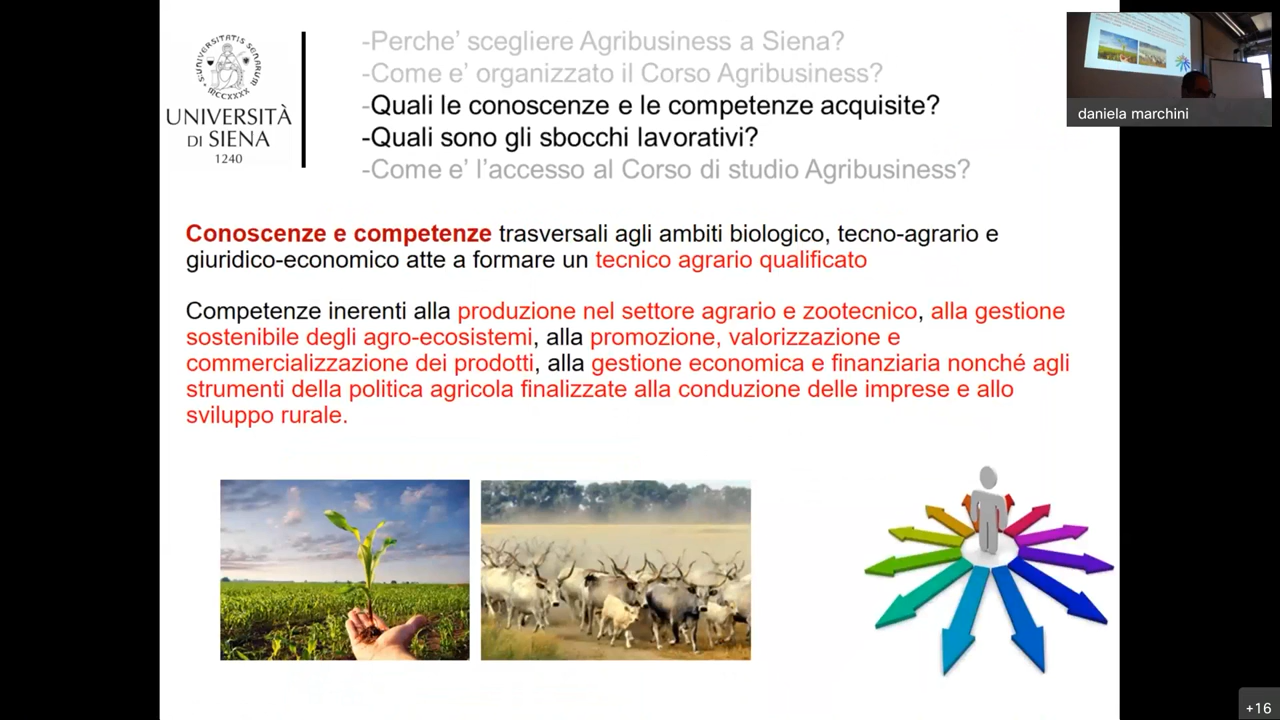 -Perche' scegliere Agribusiness a Siena?
-Come e' organizzato il Corso Agribusiness?
-Quali le conoscenze e le competenze acquisite?
-Quali sono gli sbocchi lavorativi?
-Come e' l'accesso al Corso di studio Agribusiness?
UNIVERSITÀ
DI SIENA
1240
daniela marchini
Conoscenze e competenze trasversali agli ambiti biologico, tecno-agrario e
giuridico-economico atte a formare un tecnico agrario qualificato
Competenze inerenti alla produzione nel settore agrario e zootecnico, alla gestione
sostenibile degli agro-ecosistemi, alla promozione, valorizzazione e
commercializzazione dei prodotti, alla gestione economica e finanziaria nonché agli
strumenti della politica agricola finalizzate alla conduzione delle imprese e allo
sviluppo rurale.
+16